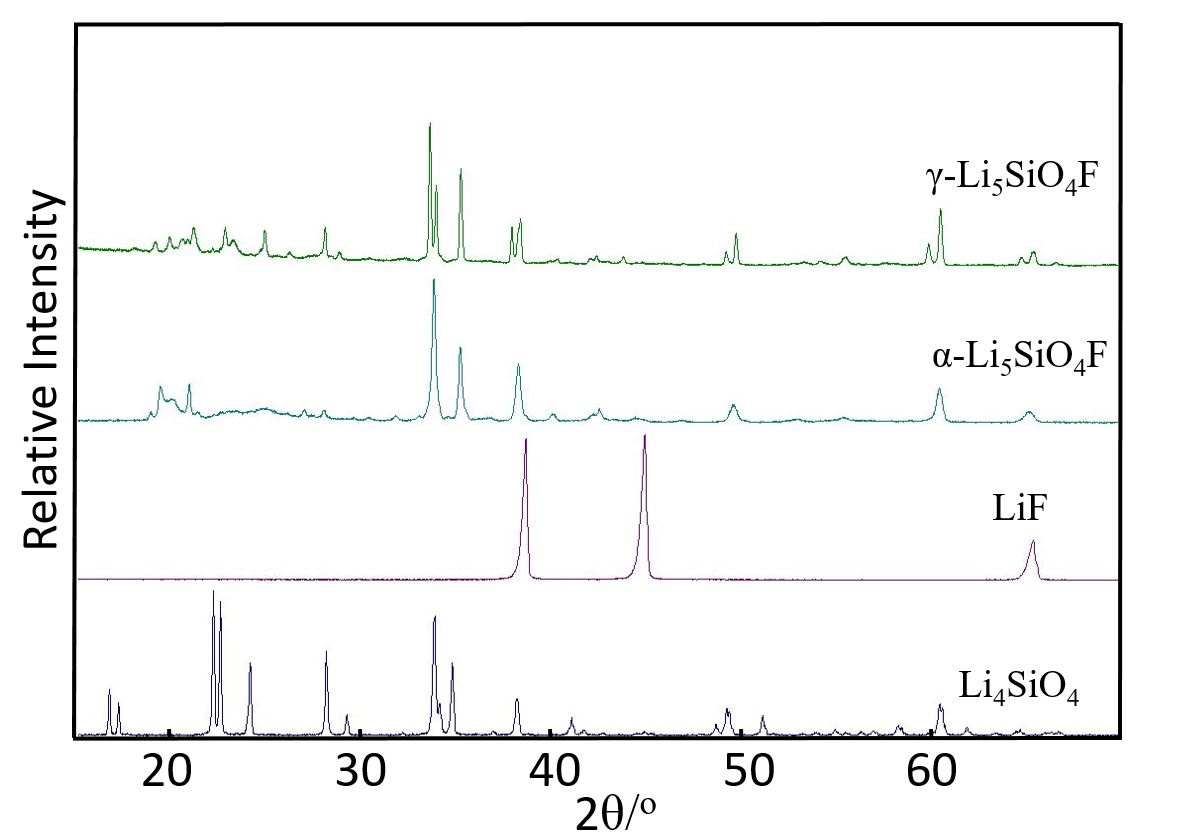 Relative Intensity
γ-Li₅SiO₄F
α-Li₅SiO₄F
LiF
Li₄SiO₄
20 30 40 50 60
2θ/º